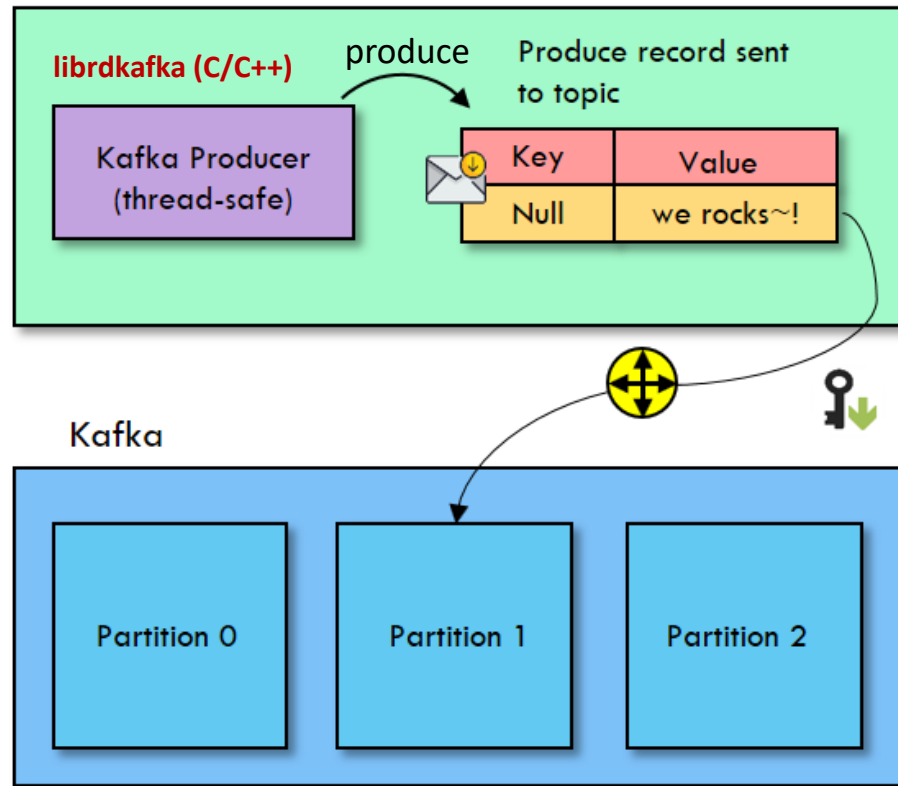 librdkafka (C/C++)
produce
Produce record sent
to topic
Kafka Producer
(thread-safe)
Key Value
Null we rocks~!
Kafka
Partition 0 Partition 1 Partition 2